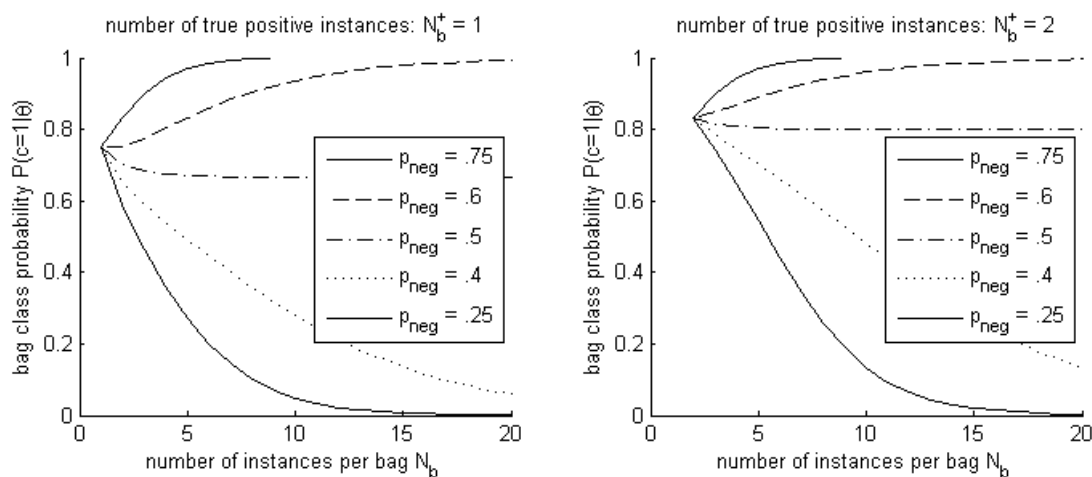 number of true positive instances: N_b^+ = 1
1
0.8
0.6
0.4
0.2
0
0 5 10 15 20
bag class probability P(c=1|θ)
number of instances per bag N_b
p_neg = .75
p_neg = .6
p_neg = .5
p_neg = .4
p_neg = .25
number of true positive instances: N_b^+ = 2
1
0.8
0.6
0.4
0.2
0
0 5 10 15 20
bag class probability P(c=1|θ)
number of instances per bag N_b
p_neg = .75
p_neg = .6
p_neg = .5
p_neg = .4
p_neg = .25